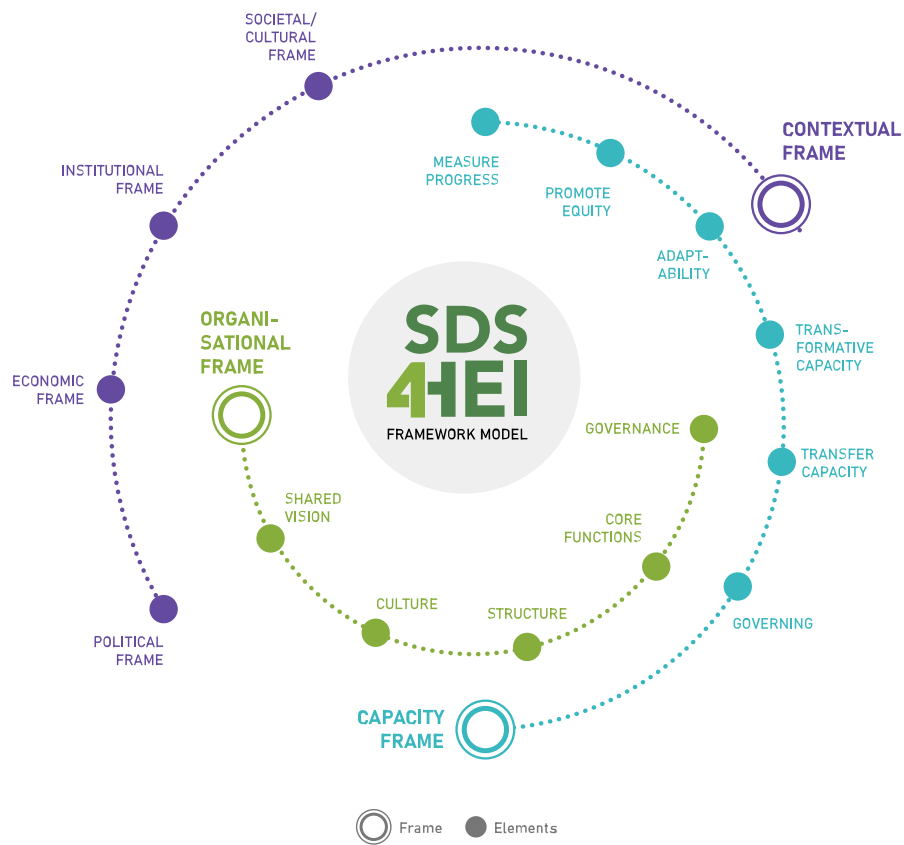 SOCIETAL/
CULTURAL
FRAME
CONTEXTUAL
FRAME
MEASURE
PROGRESS
PROMOTE
EQUITY
INSTITUTIONAL
FRAME
ADAPT-
ABILITY
ORGANI-
SATIONAL
FRAME
SDS
4HEI
FRAMEWORK MODEL
TRANS-
FORMATIVE
CAPACITY
ECONOMIC
FRAME
GOVERNANCE
TRANSFER
CAPACITY
SHARED
VISION
CORE
FUNCTIONS
CULTURE
STRUCTURE
GOVERNING
POLITICAL
FRAME
CAPACITY
FRAME
Frame
Elements